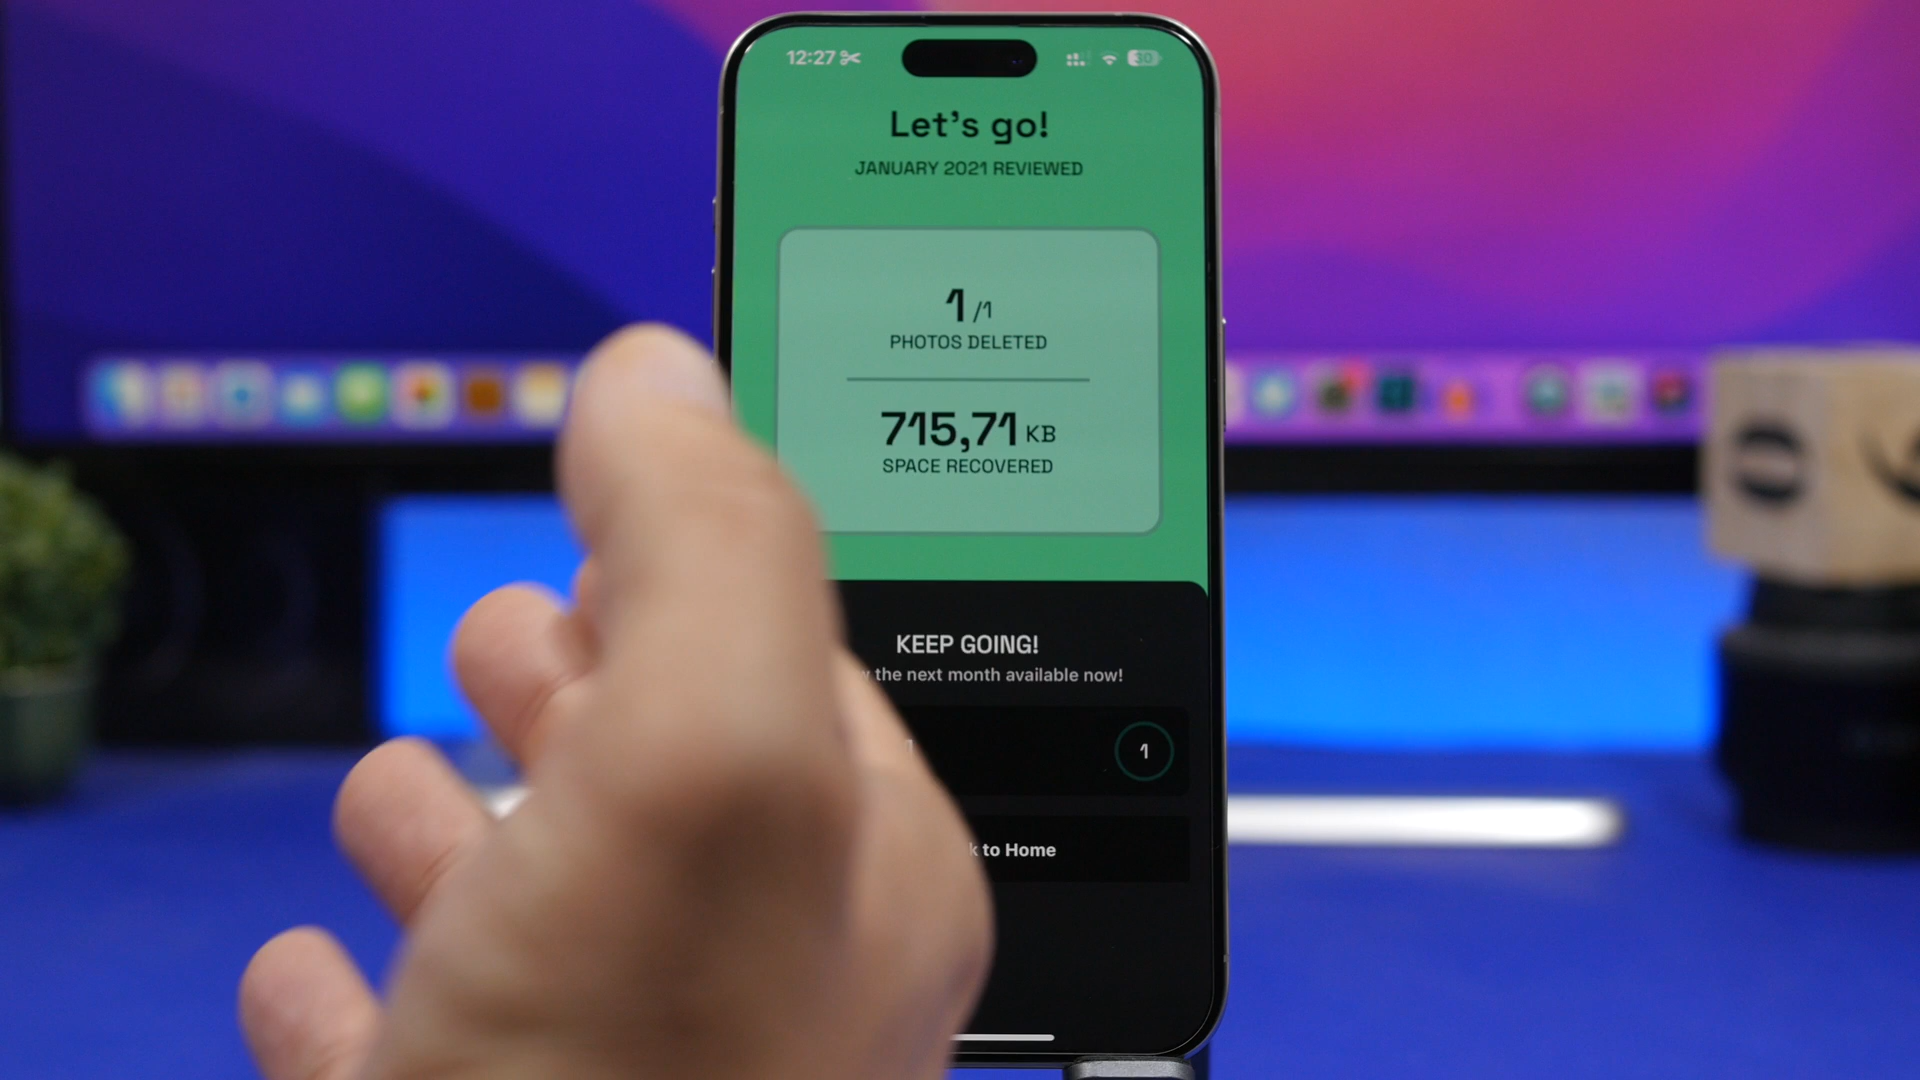 12:27
30
Let's go!
JANUARY 2021 REVIEWED
1 /1
PHOTOS DELETED
715,71 KB
SPACE RECOVERED
KEEP GOING!
the next month available now!
1
to Home